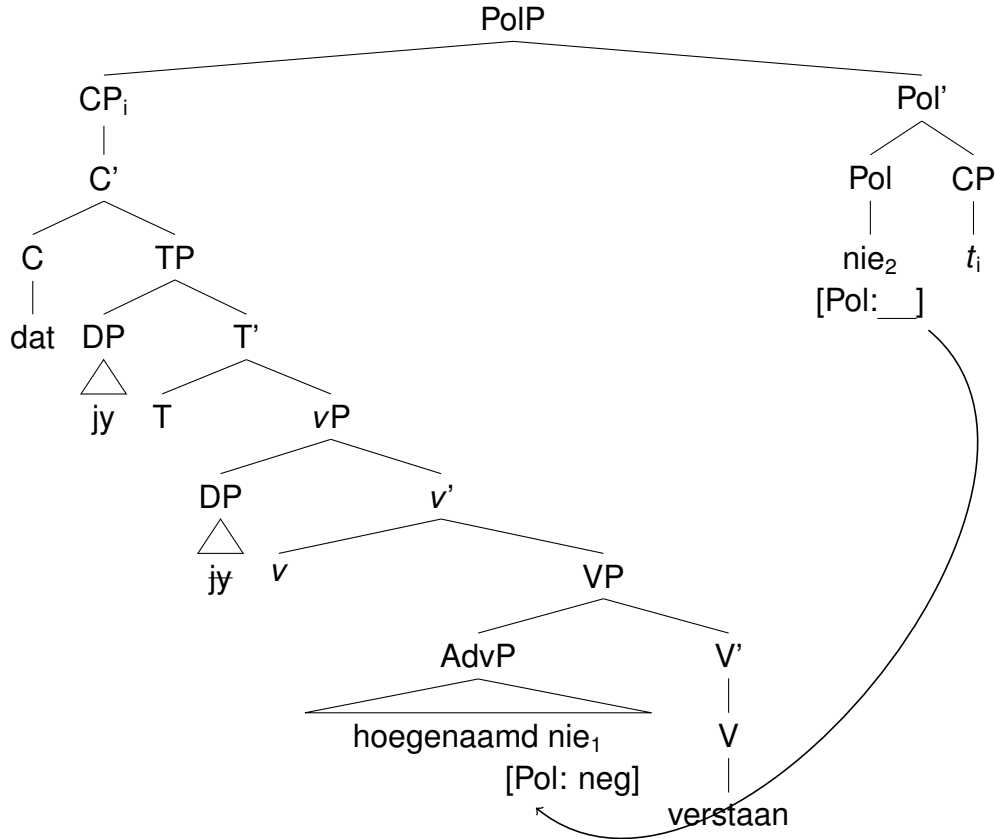 PolP
CPᵢ Pol’
C’ Pol CP
C TP nie₂ tᵢ
[Pol:__]
dat DP T’
jy T vP
DP v’
jy v VP
AdvP V’
hoegenaamd nie₁ V
[Pol: neg]
verstaan